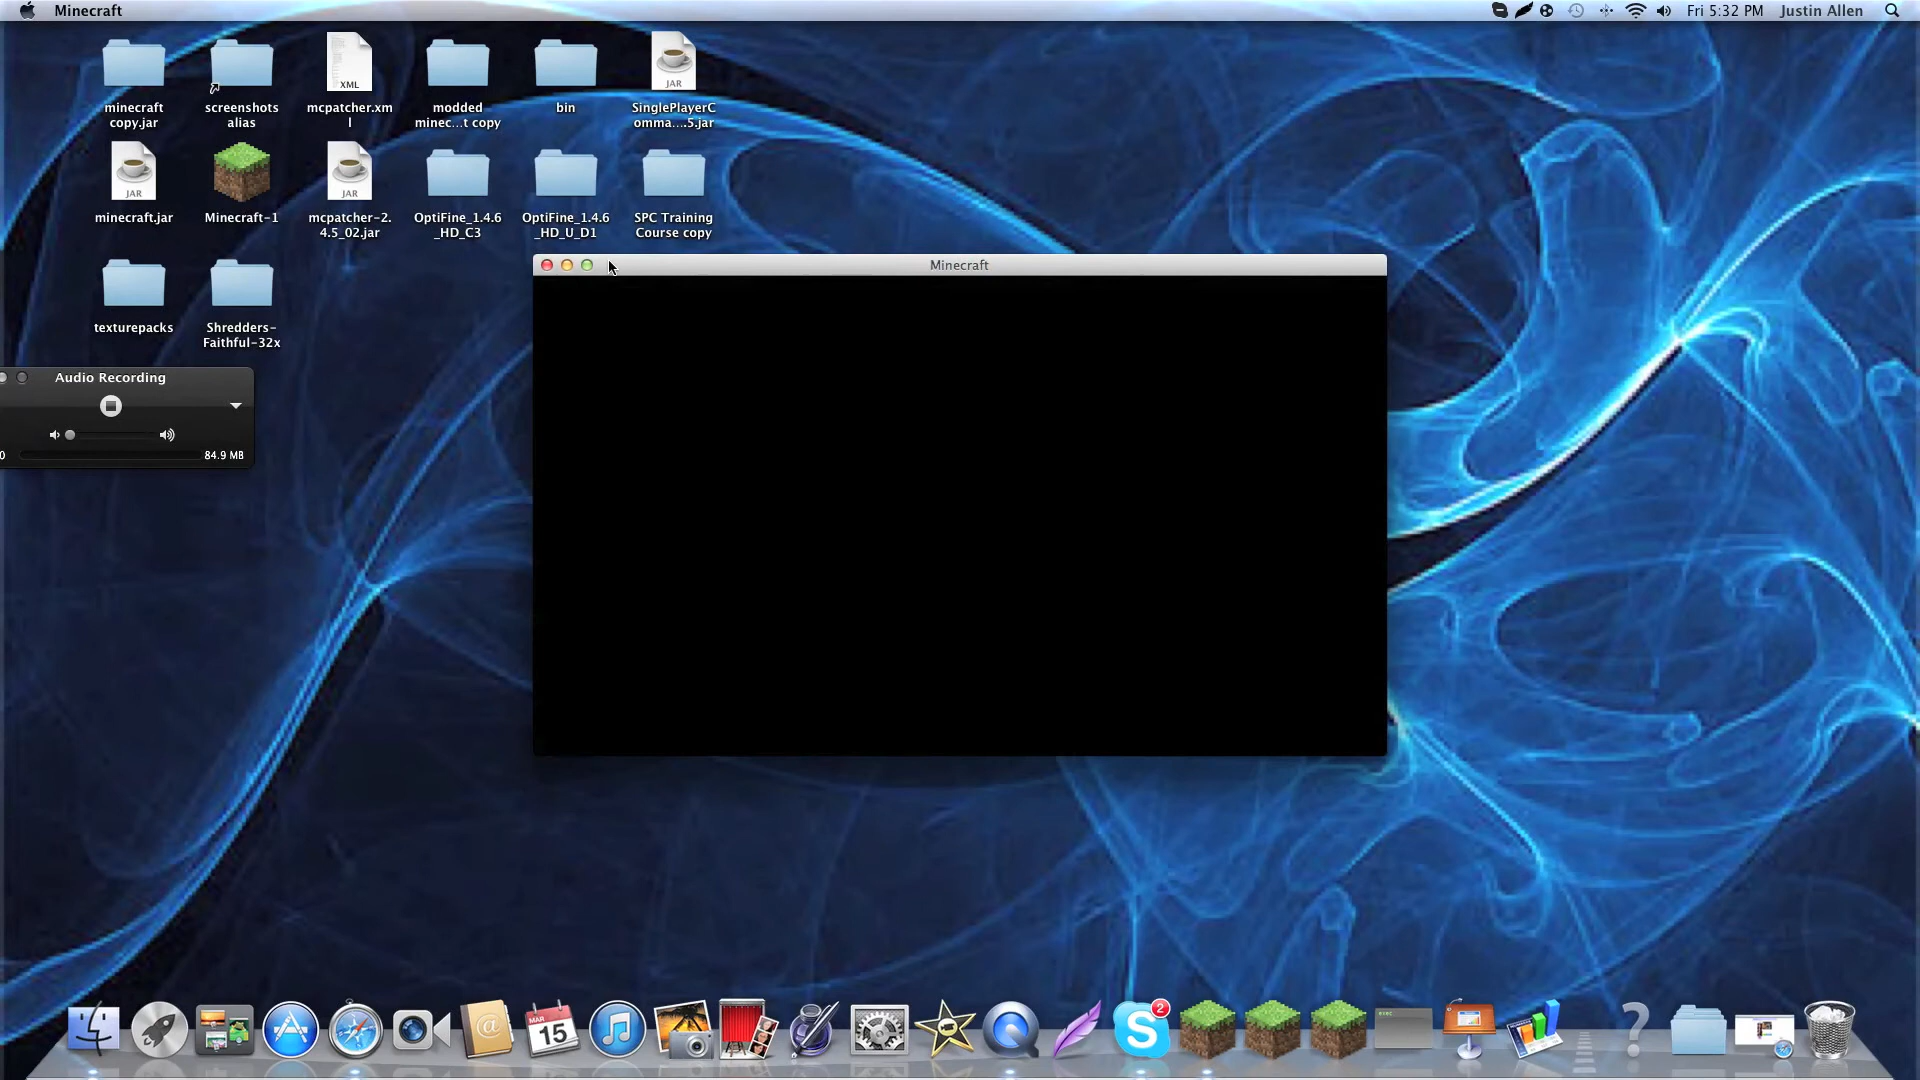 Minecraft
Fri 5:32 PM Justin Allen
minecraft
copy.jar
screenshots
alias
XML
mcpatcher.xm
l
modded
minec...t copy
bin
JAR
SinglePlayerC
omma....5.jar
JAR
minecraft.jar
Minecraft-1
JAR
mcpatcher-2.
4.5_02.jar
OptiFine_1.4.6
_HD_C3
OptiFine_1.4.6
_HD_U_D1
SPC Training
Course copy
Minecraft
texturepacks
Shredders-
Faithful-32x
Audio Recording
0 84.9 MB
@
MAR
15
S
2
exec
?